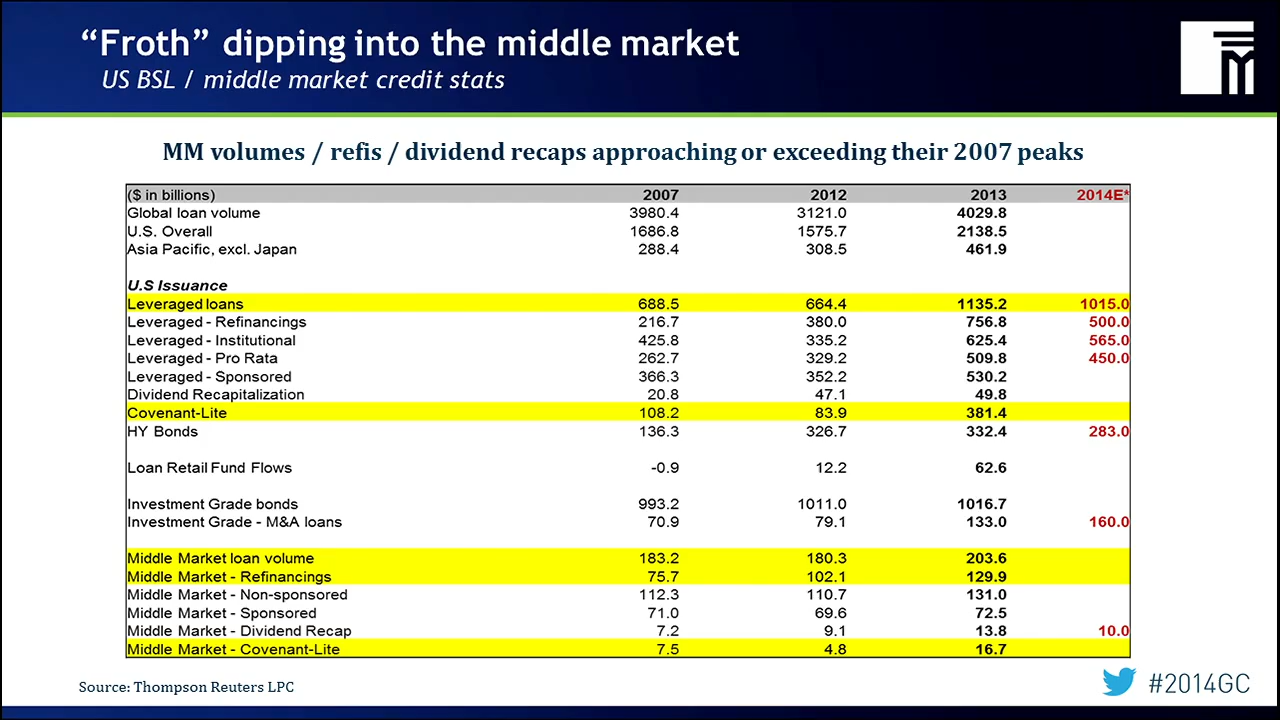 “Froth” dipping into the middle market
US BSL / middle market credit stats
MM volumes / refis / dividend recaps approaching or exceeding their 2007 peaks
($ in billions) 2007 2012 2013 2014E*
Global loan volume 3980.4 3121.0 4029.8
U.S. Overall 1686.8 1575.7 2138.5
Asia Pacific, excl. Japan 288.4 308.5 461.9
U.S Issuance
Leveraged loans 688.5 664.4 1135.2 1015.0
Leveraged - Refinancings 216.7 380.0 756.8 500.0
Leveraged - Institutional 425.8 335.2 625.4 565.0
Leveraged - Pro Rata 262.7 329.2 509.8 450.0
Leveraged - Sponsored 366.3 352.2 530.2
Dividend Recapitalization 20.8 47.1 49.8
Covenant-Lite 108.2 83.9 381.4
HY Bonds 136.3 326.7 332.4 283.0
Loan Retail Fund Flows -0.9 12.2 62.6
Investment Grade bonds 993.2 1011.0 1016.7
Investment Grade - M&A loans 70.9 79.1 133.0 160.0
Middle Market loan volume 183.2 180.3 203.6
Middle Market - Refinancings 75.7 102.1 129.9
Middle Market - Non-sponsored 112.3 110.7 131.0
Middle Market - Sponsored 71.0 69.6 72.5
Middle Market - Dividend Recap 7.2 9.1 13.8 10.0
Middle Market - Covenant-Lite 7.5 4.8 16.7
Source: Thompson Reuters LPC
#2014GC